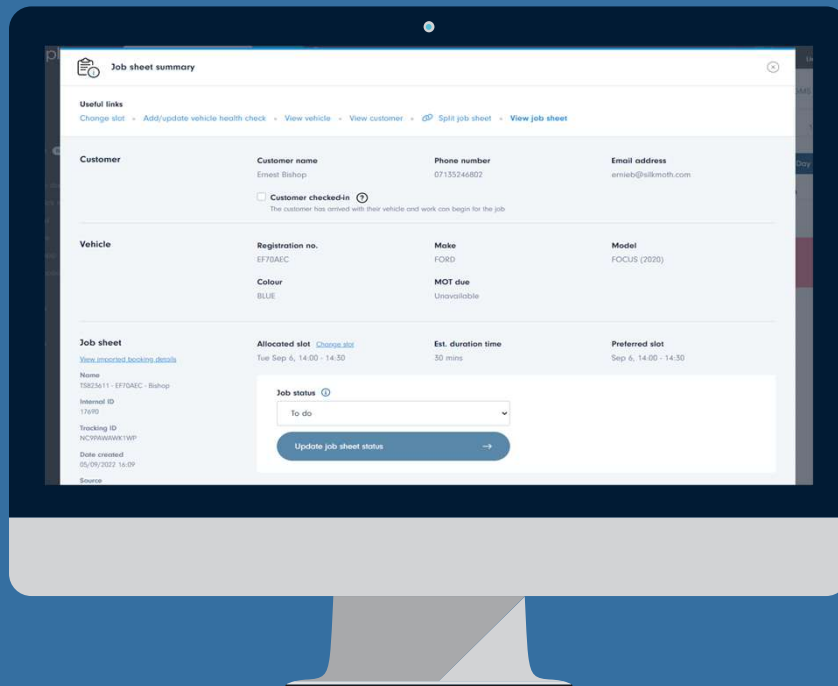 pl
Job sheet summary
Useful links
Change slot • Add/update vehicle health check • View vehicle • View customer • Split job sheet • View job sheet
Customer
Customer name
Phone number
Email address
Ernest Bishop
07135246802
ernieb@silkmoth.com
Customer checked-in ?
The customer has arrived with their vehicle and work can begin for the job
Vehicle
Registration no.
Make
Model
EF70AEC
FORD
FOCUS (2020)
Colour
MOT due
BLUE
Unavailable
Day
Job sheet
Allocated slot Change slot
Est. duration time
Preferred slot
View imported booking details
Tue Sep 6, 14:00 - 14:30
30 mins
Sep 6, 14:00 - 14:30
Name
TS823611 - EF70AEC - Bishop
Job status i
Internal ID
17690
To do
Tracking ID
NC9PAWAWK1WP
Update job sheet status →
Date created
05/09/2022 16:09
Source